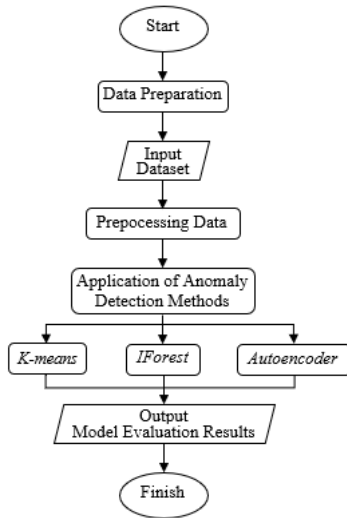 Start
Data Preparation
Input
Dataset
Prepocessing Data
Application of Anomaly
Detection Methods
K-means
IForest
Autoencoder
Output
Model Evaluation Results
Finish